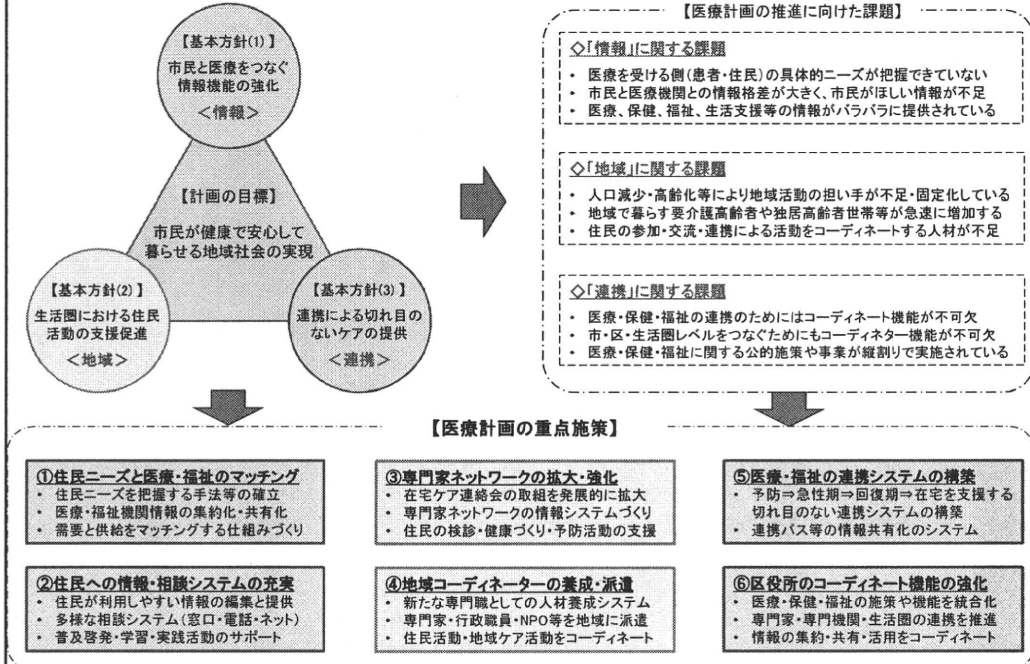 【基本方針(1)】
市民と医療をつなぐ
情報機能の強化
＜情報＞
【計画の目標】
市民が健康で安心して
暮らせる地域社会の実現
【基本方針(2)】
生活圏における住民
活動の支援促進
＜地域＞
【基本方針(3)】
連携による切れ目の
ないケアの提供
＜連携＞
【医療計画の推進に向けた課題】
◇「情報」に関する課題
・ 医療を受ける側(患者・住民)の具体的ニーズが把握できていない
・ 市民と医療機関との情報格差が大きく、市民がほしい情報が不足
・ 医療、保健、福祉、生活支援等の情報がバラバラに提供されている
◇「地域」に関する課題
・ 人口減少・高齢化等により地域活動の担い手が不足・固定化している
・ 地域で暮らす要介護高齢者や独居高齢者世帯等が急速に増加する
・ 住民の参加・交流・連携による活動をコーディネートする人材が不足
◇「連携」に関する課題
・ 医療・保健・福祉の連携のためにはコーディネート機能が不可欠
・ 市・区・生活圏レベルをつなぐためにもコーディネター機能が不可欠
・ 医療・保健・福祉に関する公的施策や事業が縦割りで実施されている
【医療計画の重点施策】
①住民ニーズと医療・福祉のマッチング
・ 住民ニーズを把握する手法等の確立
・ 医療・福祉機関情報の集約化・共有化
・ 需要と供給をマッチングする仕組みづくり
②住民への情報・相談システムの充実
・ 住民が利用しやすい情報の編集と提供
・ 多様な相談システム(窓口・電話・ネット)
・ 普及啓発・学習・実践活動のサポート
③専門家ネットワークの拡大・強化
・ 在宅ケア連絡会の取組を発展的に拡大
・ 専門家ネットワークの情報システムづくり
・ 住民の検診・健康づくり・予防活動の支援
④地域コーディネーターの養成・派遣
・ 新たな専門職としての人材養成システム
・ 専門家・行政職員・NPO等を地域に派遣
・ 住民活動・地域ケア活動をコーディネート
⑤医療・福祉の連携システムの構築
・ 予防⇒急性期⇒回復期⇒在宅を支援する
切れ目のない連携システムの構築
・ 連携パス等の情報共有化のシステム
⑥区役所のコーディネート機能の強化
・ 医療・保健・福祉の施策や機能を統合化
・ 専門家・専門機関・生活圏の連携を推進
・ 情報の集約・共有・活用をコーディネート